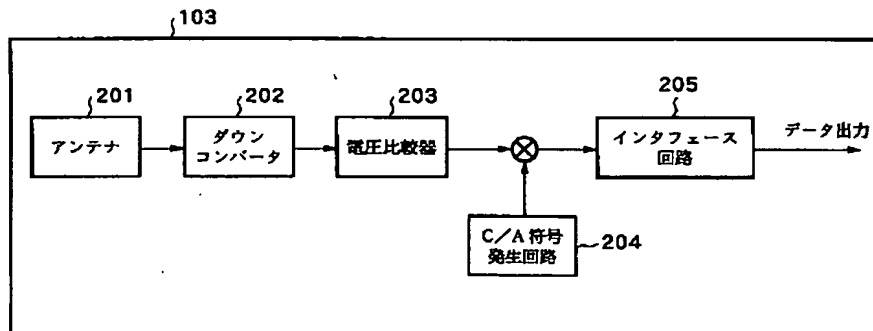 103
201
202
203
205
アンテナ
ダウン
コンバータ
電圧比較器
インタフェース
回路
データ出力
C/A 符号
発生回路
204